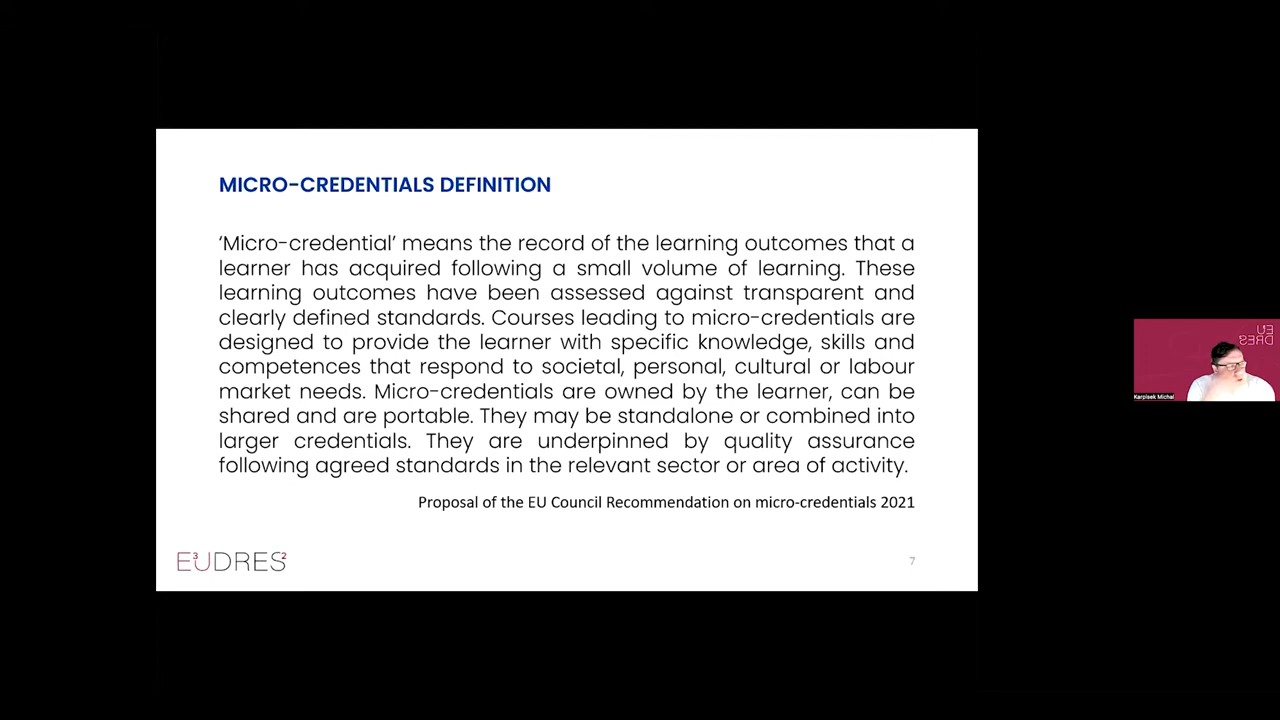 MICRO-CREDENTIALS DEFINITION
‘Micro-credential’ means the record of the learning outcomes that a
learner has acquired following a small volume of learning. These
learning outcomes have been assessed against transparent and
clearly defined standards. Courses leading to micro-credentials are
designed to provide the learner with specific knowledge, skills and
competences that respond to societal, personal, cultural or labour
market needs. Micro-credentials are owned by the learner, can be
shared and are portable. They may be standalone or combined into
larger credentials. They are underpinned by quality assurance
following agreed standards in the relevant sector or area of activity.
Proposal of the EU Council Recommendation on micro-credentials 2021
E³UDRES²
7
EU
DRES
Karpisek Michal